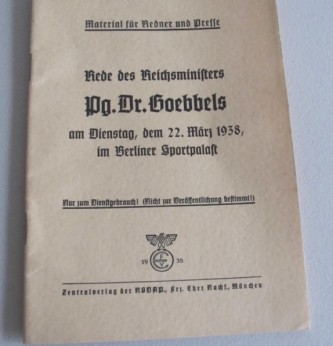 Material für Redner und Presse
Rede des Reichsministers
Pg. Dr. Goebbels
am Dienstag, dem 22. März 1938,
im Berliner Sportpalast
Nur zum Dienstgebrauch! (Nicht zur Veröffentlichung bestimmt!)
19 38
Zentralverlag der NSDAP., Frz. Eher Nachf., München